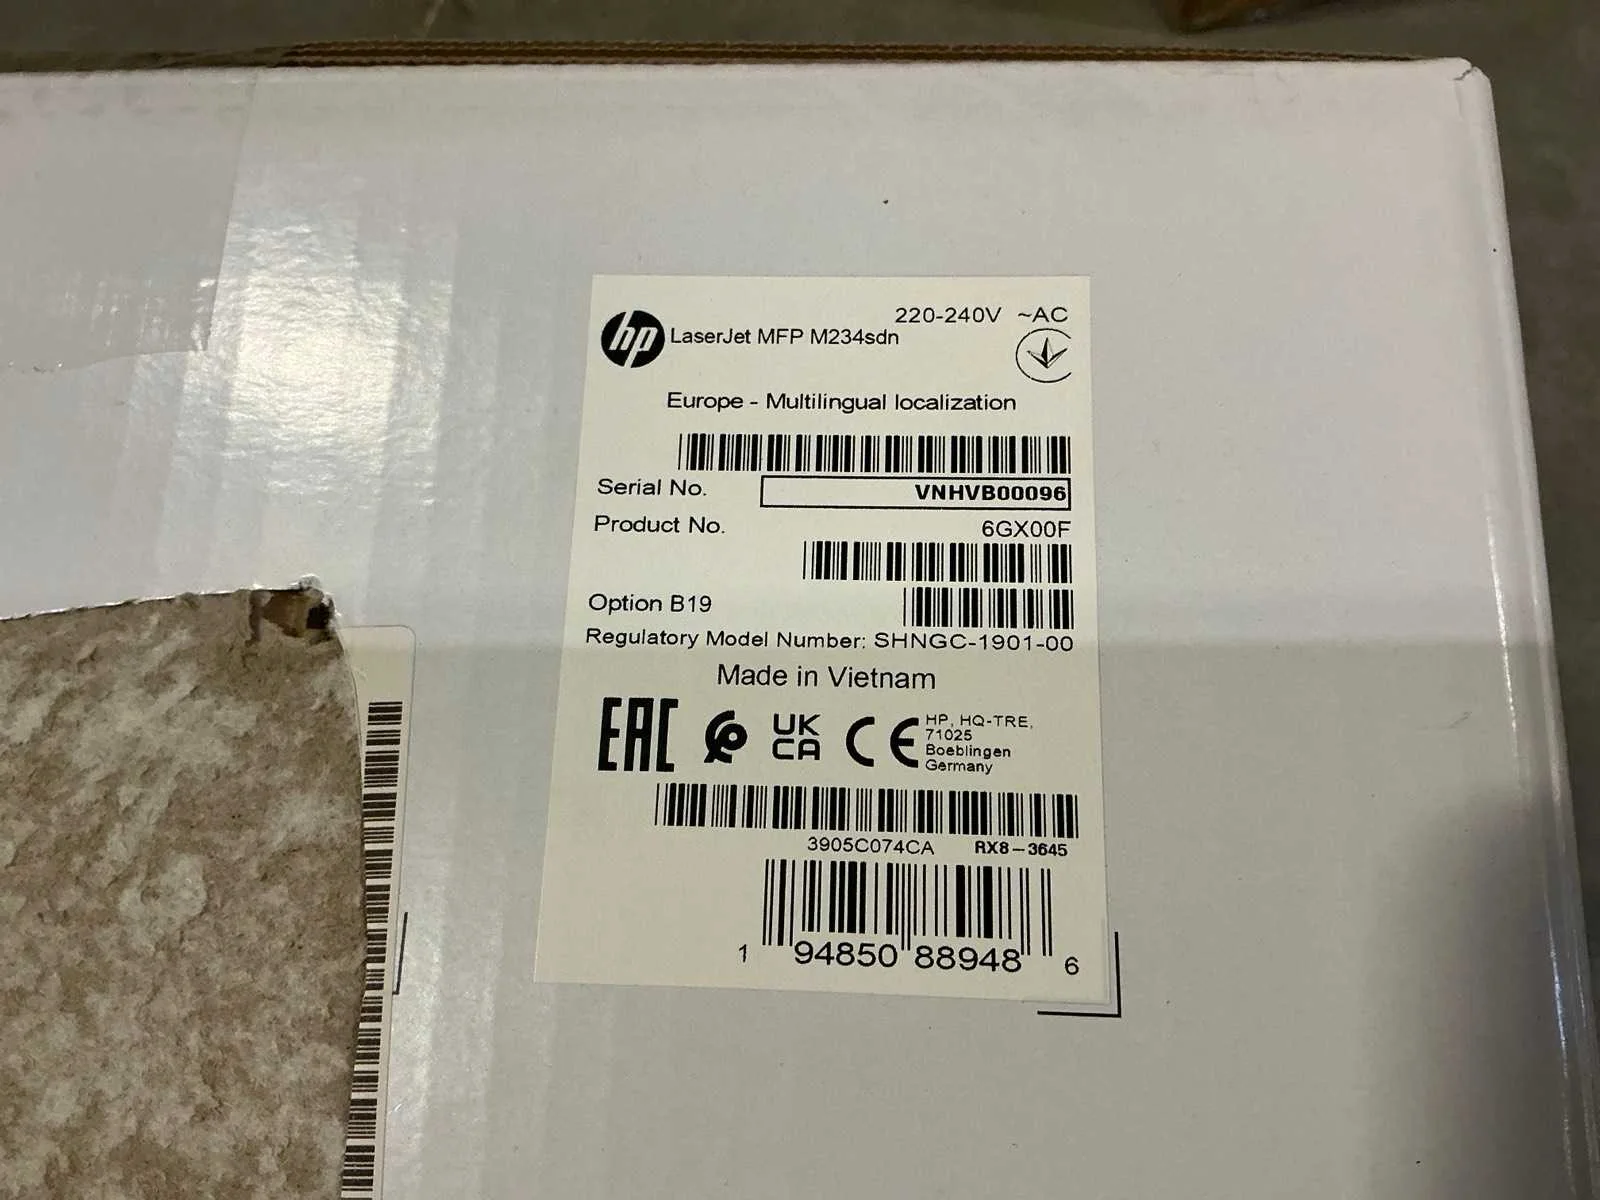 220-240V ~AC
hp LaserJet MFP M234sdn
Europe - Multilingual localization
Serial No. VNHVB00096
Product No. 6GX00F
Option B19
Regulatory Model Number: SHNGC-1901-00
Made in Vietnam
EAC UK CA CE HP, HQ-TRE,
71025
Boeblingen
Germany
3905C074CA RX8-3645
1 94850 88948 6